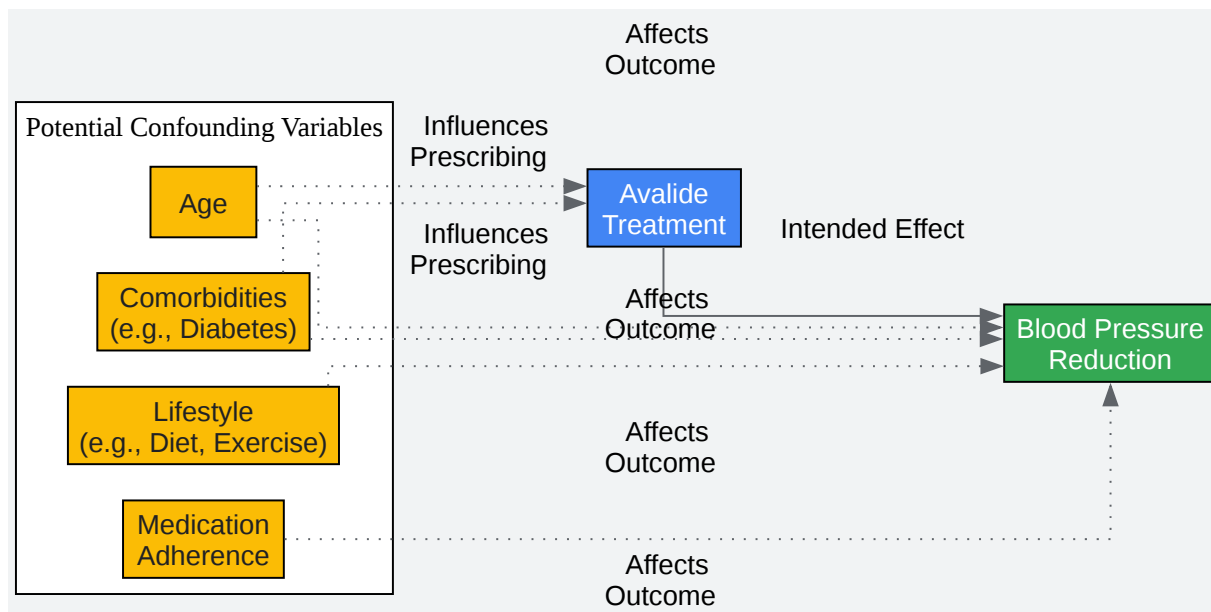 Affects
Outcome
Potential Confounding Variables
Influences
Prescribing
Age
Avalide
Treatment
Influences
Prescribing
Intended Effect
Comorbidities
(e.g., Diabetes)
Affects
Outcome
Blood Pressure
Reduction
Lifestyle
(e.g., Diet, Exercise)
Affects
Outcome
Medication
Adherence
Affects
Outcome